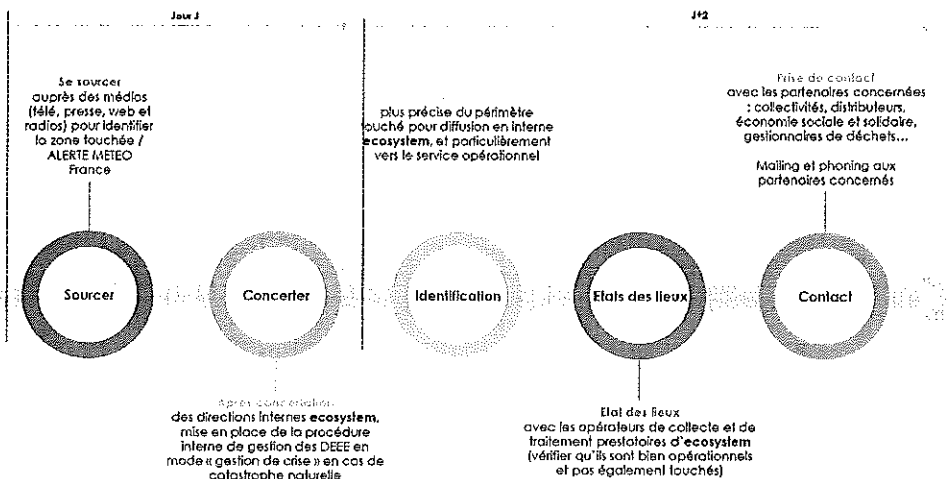 Jour J
J+2
Se sourcer
auprès des médias
(télé, presse, web et
radios) pour identifier
la zone touchée /
ALERTE METEO
France
plus précise du périmètre
touché pour diffusion en interne
ecosystem, et particulièrement
vers le service opérationnel
Prise de contact
avec les partenaires concernées
: collectivités, distributeurs,
économie sociale et solidaire,
gestionnaires de déchets...
Mailing et phoning aux
partenaires concernés
Sourcer
Concerter
Identification
Etats des lieux
Contact
Après concertation
des directions internes ecosystem,
mise en place de la procédure
interne de gestion des DEEE en
mode « gestion de crise » en cas de
catastrophe naturelle
Etat des lieux
avec les opérateurs de collecte et de
traitement prestataires d'ecosystem
(vérifier qu'ils sont bien opérationnels
et pas également touchés)